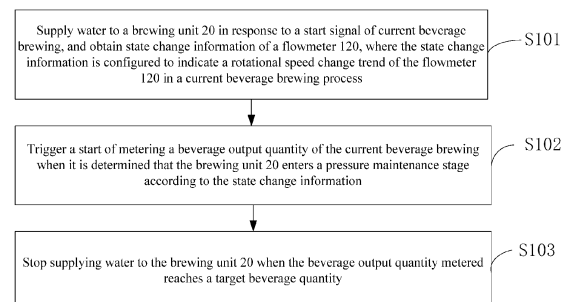 Supply water to a brewing unit 20 in response to a start signal of current beverage
brewing, and obtain state change information of a flowmeter 120, where the state change
information is configured to indicate a rotational speed change trend of the flowmeter
120 in a current beverage brewing process
S101
Trigger a start of metering a beverage output quantity of the current beverage brewing
when it is determined that the brewing unit 20 enters a pressure maintenance stage
according to the state change information
S102
Stop supplying water to the brewing unit 20 when the beverage output quantity metered
reaches a target beverage quantity
S103